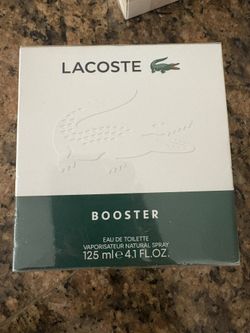 LACOSTE
BOOSTER
EAU DE TOILETTE
VAPORISATEUR NATURAL SPRAY
125 ml e 4.1 FL.OZ.